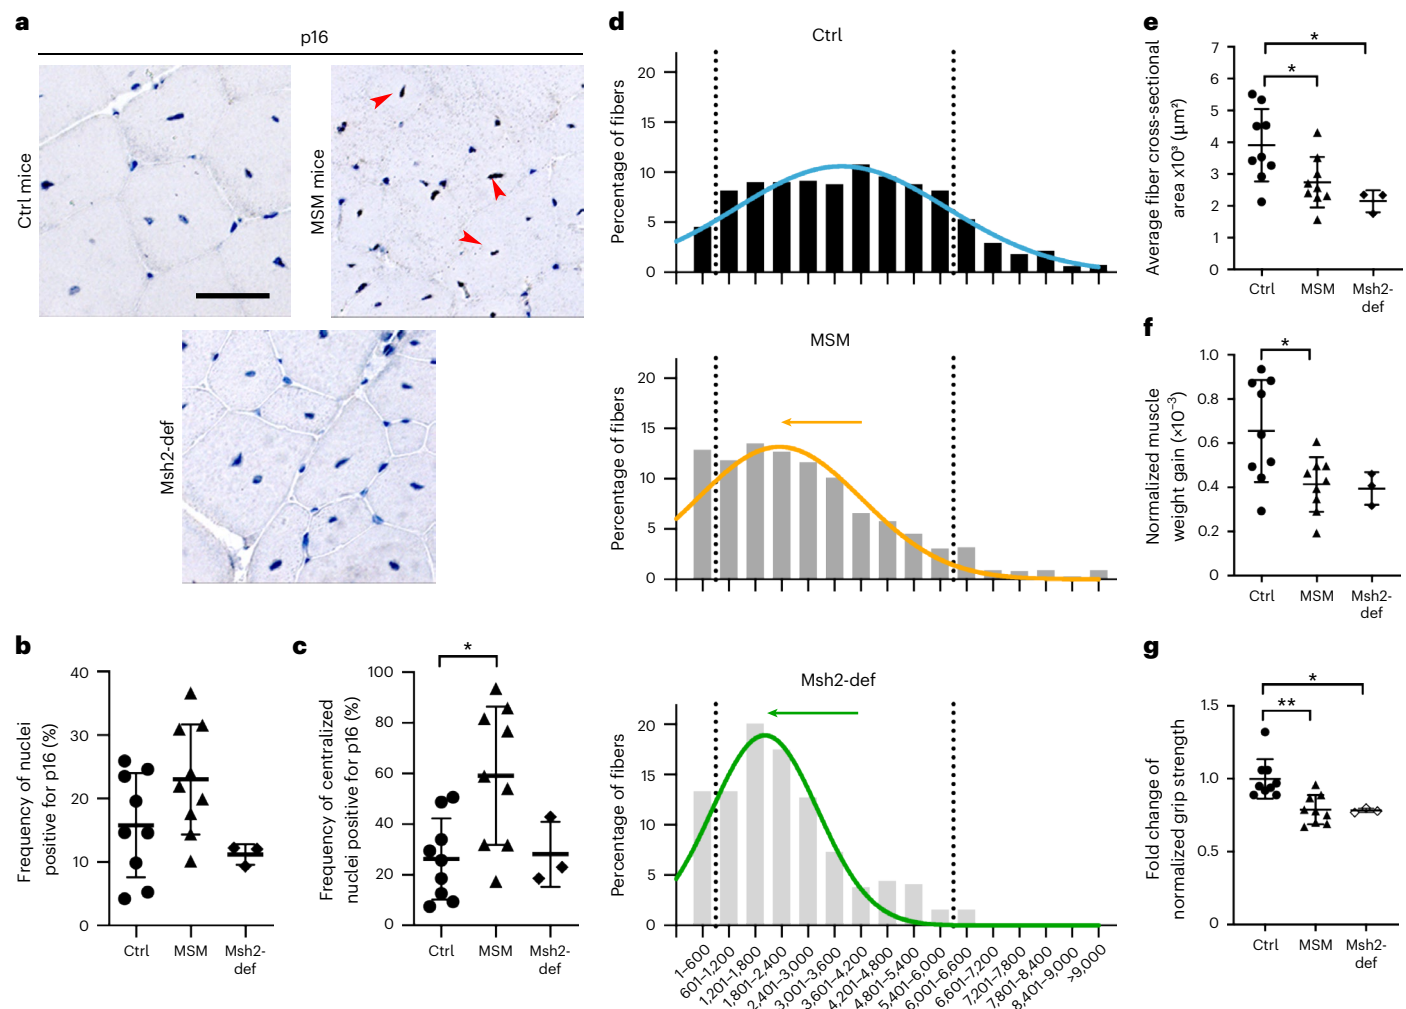 a
p16
Ctrl mice
MSM mice
Msh2-def
b
Frequency of nuclei
positive for p16 (%)
40
30
20
10
0
Ctrl
MSM
Msh2-
def
c
Frequency of centralized
nuclei positive for p16 (%)
*
100
80
60
40
20
0
Ctrl
MSM
Msh2-
def
d
Ctrl
Percentage of fibers
20
15
10
5
0
MSM
Percentage of fibers
20
15
10
5
0
Msh2-def
Percentage of fibers
20
15
10
5
0
1–600
601–1,200
1,201–1,800
1,801–2,400
2,401–3,000
3,001–3,600
3,601–4,200
4,201–4,800
4,801–5,400
5,401–6,000
6,001–6,600
6,601–7,200
7,201–7,800
7,801–8,400
8,401–9,000
>9,000
e
Average fiber cross-sectional
area x10³ (µm²)
*
*
7
6
5
4
3
2
1
0
Ctrl
MSM
Msh2-
def
f
Normalized muscle
weight gain (×10⁻³)
*
1.0
0.8
0.6
0.4
0.2
0
Ctrl
MSM
Msh2-
def
g
Fold change of
normalized grip strength
*
**
1.5
1.0
0.5
0
Ctrl
MSM
Msh2-
def